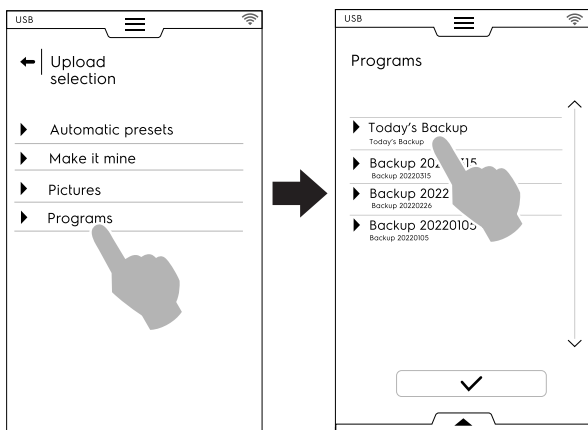 USB
Upload
selection
Automatic presets
Make it mine
Pictures
Programs
USB
Programs
Today's Backup
Today's Backup
Backup 20220315
Backup 20220315
Backup 2022
Backup 20220226
Backup 20220105
Backup 20220105